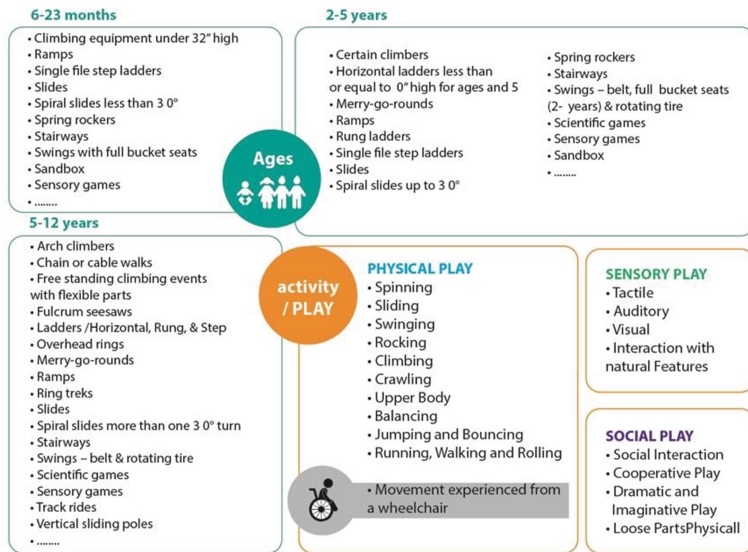 6-23 months
• Climbing equipment under 32" high
• Ramps
• Single file step ladders
• Slides
• Spiral slides less than 3 0°
• Spring rockers
• Stairways
• Swings with full bucket seats
• Sandbox
• Sensory games
• ........
2-5 years
• Certain climbers
• Horizontal ladders less than
or equal to 0" high for ages and 5
• Merry-go-rounds
• Ramps
• Rung ladders
• Single file step ladders
• Slides
• Spiral slides up to 3 0°
• Spring rockers
• Stairways
• Swings – belt, full bucket seats
(2- years) & rotating tire
• Scientific games
• Sensory games
• Sandbox
• ........
Ages
5-12 years
• Arch climbers
• Chain or cable walks
• Free standing climbing events
with flexible parts
• Fulcrum seesaws
• Ladders /Horizontal, Rung, & Step
• Overhead rings
• Merry-go-rounds
• Ramps
• Ring treks
• Slides
• Spiral slides more than one 3 0° turn
• Stairways
• Swings – belt & rotating tire
• Scientific games
• Sensory games
• Track rides
• Vertical sliding poles
• ........
activity
/ PLAY
PHYSICAL PLAY
• Spinning
• Sliding
• Swinging
• Rocking
• Climbing
• Crawling
• Upper Body
• Balancing
• Jumping and Bouncing
• Running, Walking and Rolling
• Movement experienced from
a wheelchair
SENSORY PLAY
• Tactile
• Auditory
• Visual
• Interaction with
natural Features
SOCIAL PLAY
• Social Interaction
• Cooperative Play
• Dramatic and
Imaginative Play
• Loose PartsPhysicall